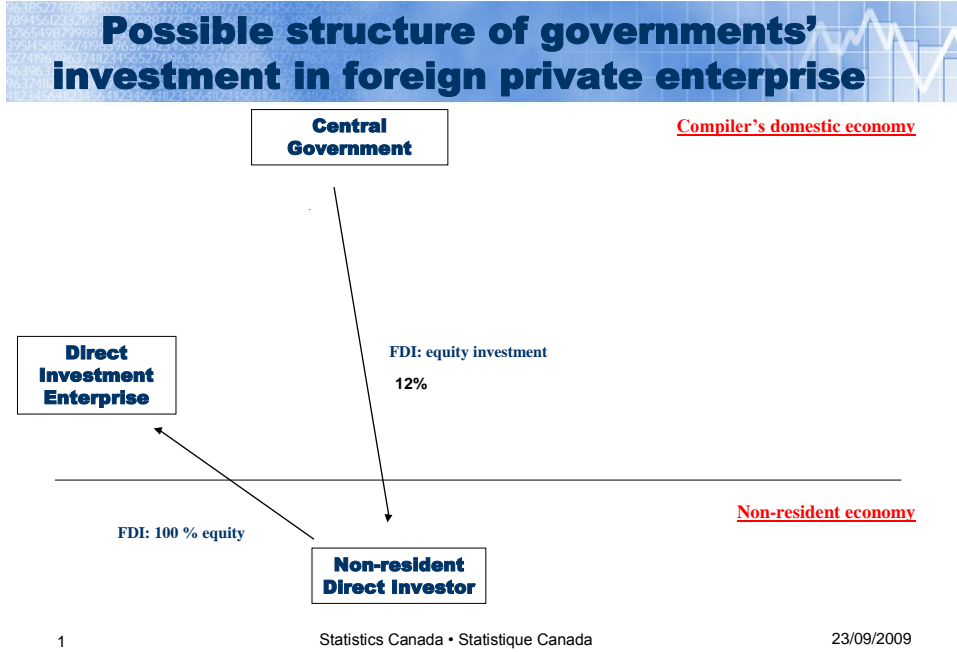 Possible structure of governments'
investment in foreign private enterprise
Central
Government
Compiler's domestic economy
Direct
Investment
Enterprise
FDI: equity investment
12%
Non-resident economy
FDI: 100 % equity
Non-resident
Direct Investor
1
Statistics Canada • Statistique Canada
23/09/2009